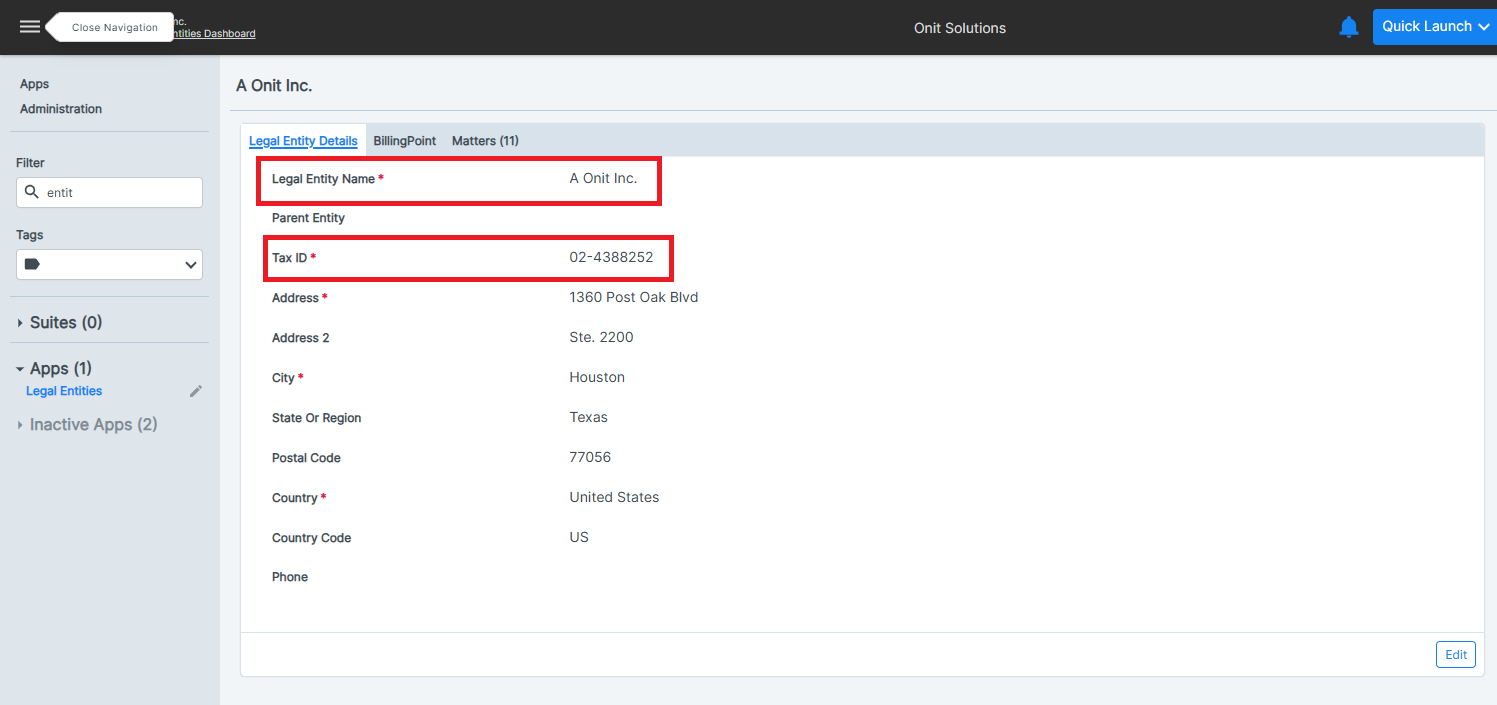 Close Navigation
nc.
ntities Dashboard
Onit Solutions
Quick Launch
Apps
Administration
Filter
entit
Tags
Suites (0)
Apps (1)
Legal Entities
Inactive Apps (2)
A Onit Inc.
Legal Entity Details BillingPoint Matters (11)
Legal Entity Name * A Onit Inc.
Parent Entity
Tax ID * 02-4388252
Address * 1360 Post Oak Blvd
Address 2 Ste. 2200
City * Houston
State Or Region Texas
Postal Code 77056
Country * United States
Country Code US
Phone
Edit